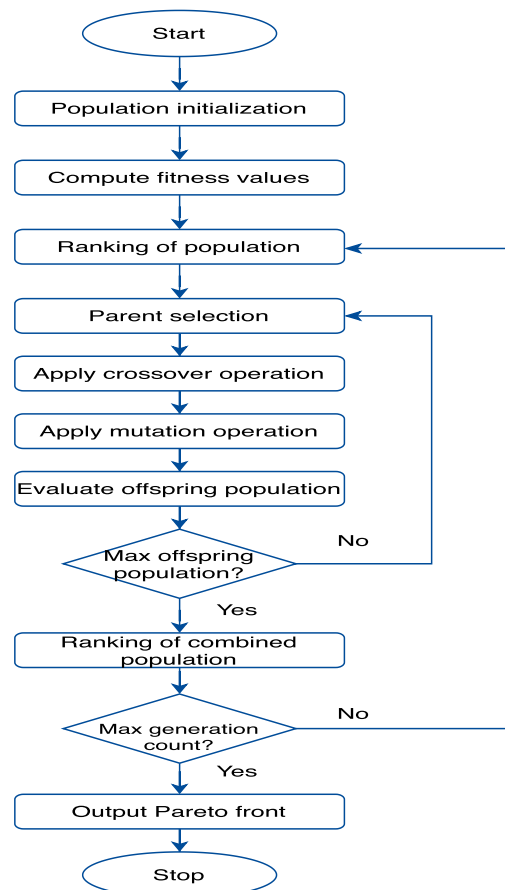 Start
Population initialization
Compute fitness values
Ranking of population
Parent selection
Apply crossover operation
Apply mutation operation
Evaluate offspring population
Max offspring
population?
No
Yes
Ranking of combined
population
Max generation
count?
No
Yes
Output Pareto front
Stop